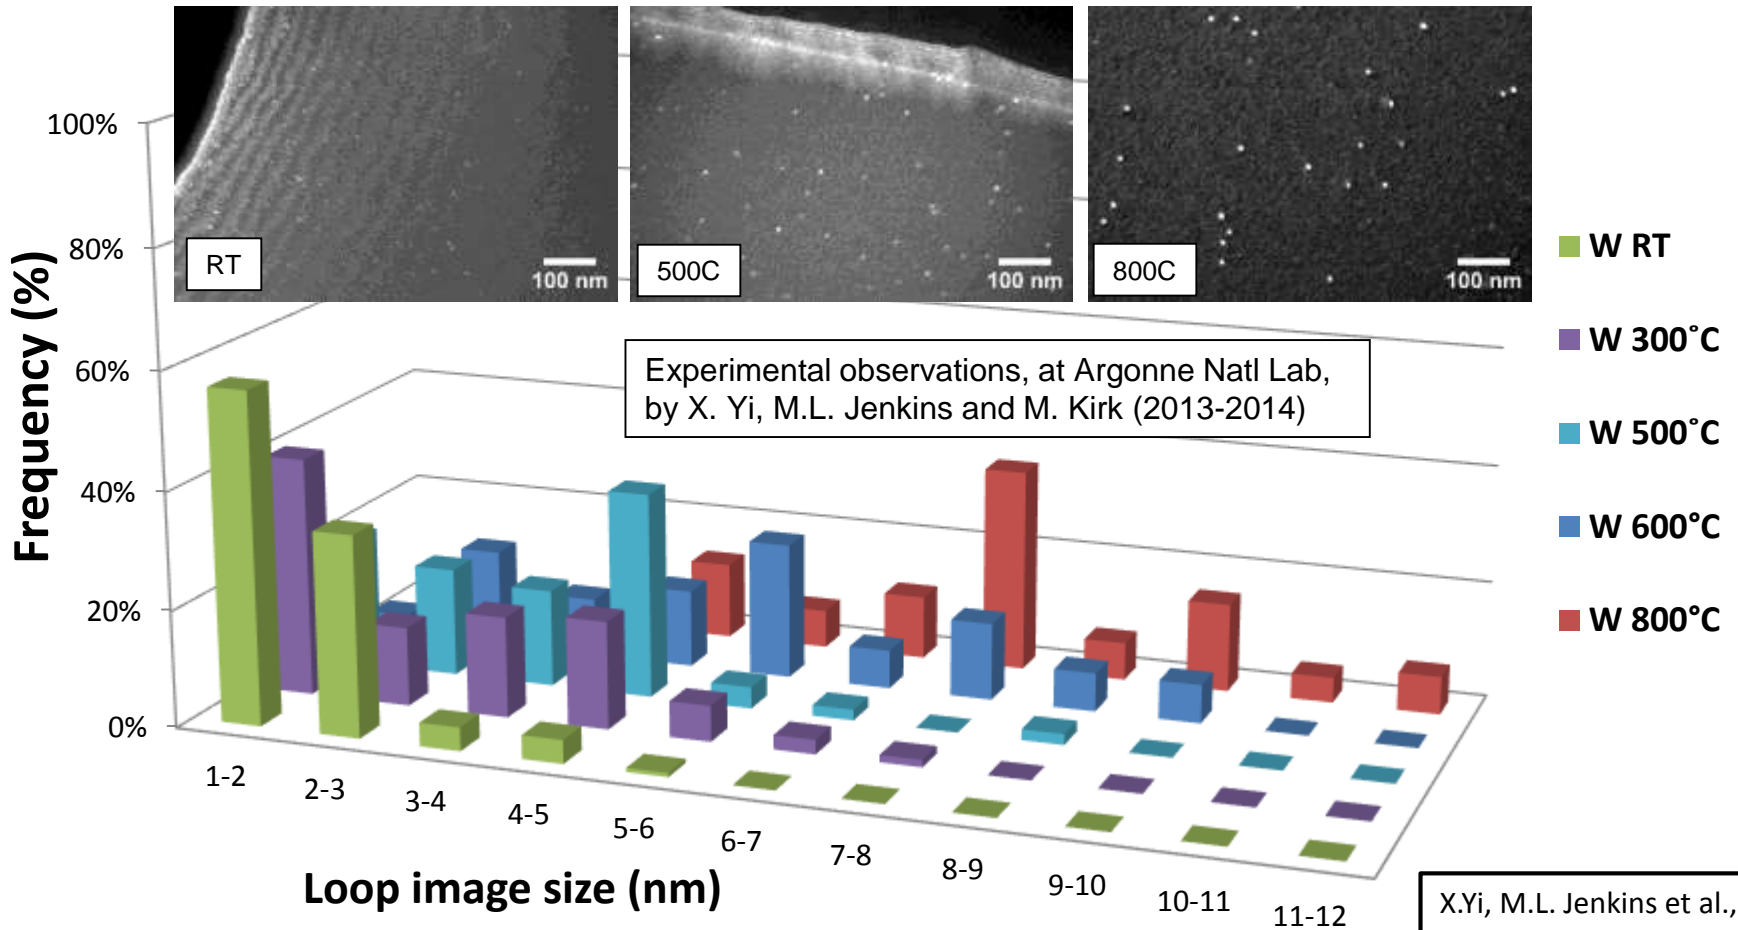 RT
100 nm
500C
100 nm
800C
100 nm
Experimental observations, at Argonne Natl Lab,
by X. Yi, M.L. Jenkins and M. Kirk (2013-2014)
Frequency (%)
100%
80%
60%
40%
20%
0%
1-2
2-3
3-4
4-5
5-6
6-7
7-8
8-9
9-10
10-11
11-12
Loop image size (nm)
W RT
W 300°C
W 500°C
W 600°C
W 800°C
X.Yi, M.L. Jenkins et al.,